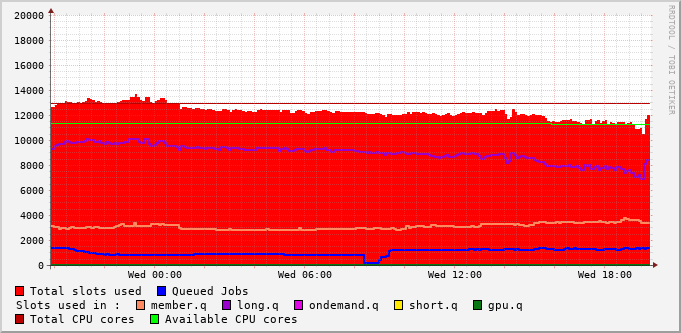 20000
18000
16000
14000
12000
10000
8000
6000
4000
2000
0
Wed 00:00 Wed 06:00 Wed 12:00 Wed 18:00
RRDTOOL / TOBI OETIKER
Total slots used Queued Jobs
Slots used in : member.q long.q ondemand.q short.q gpu.q
Total CPU cores Available CPU cores